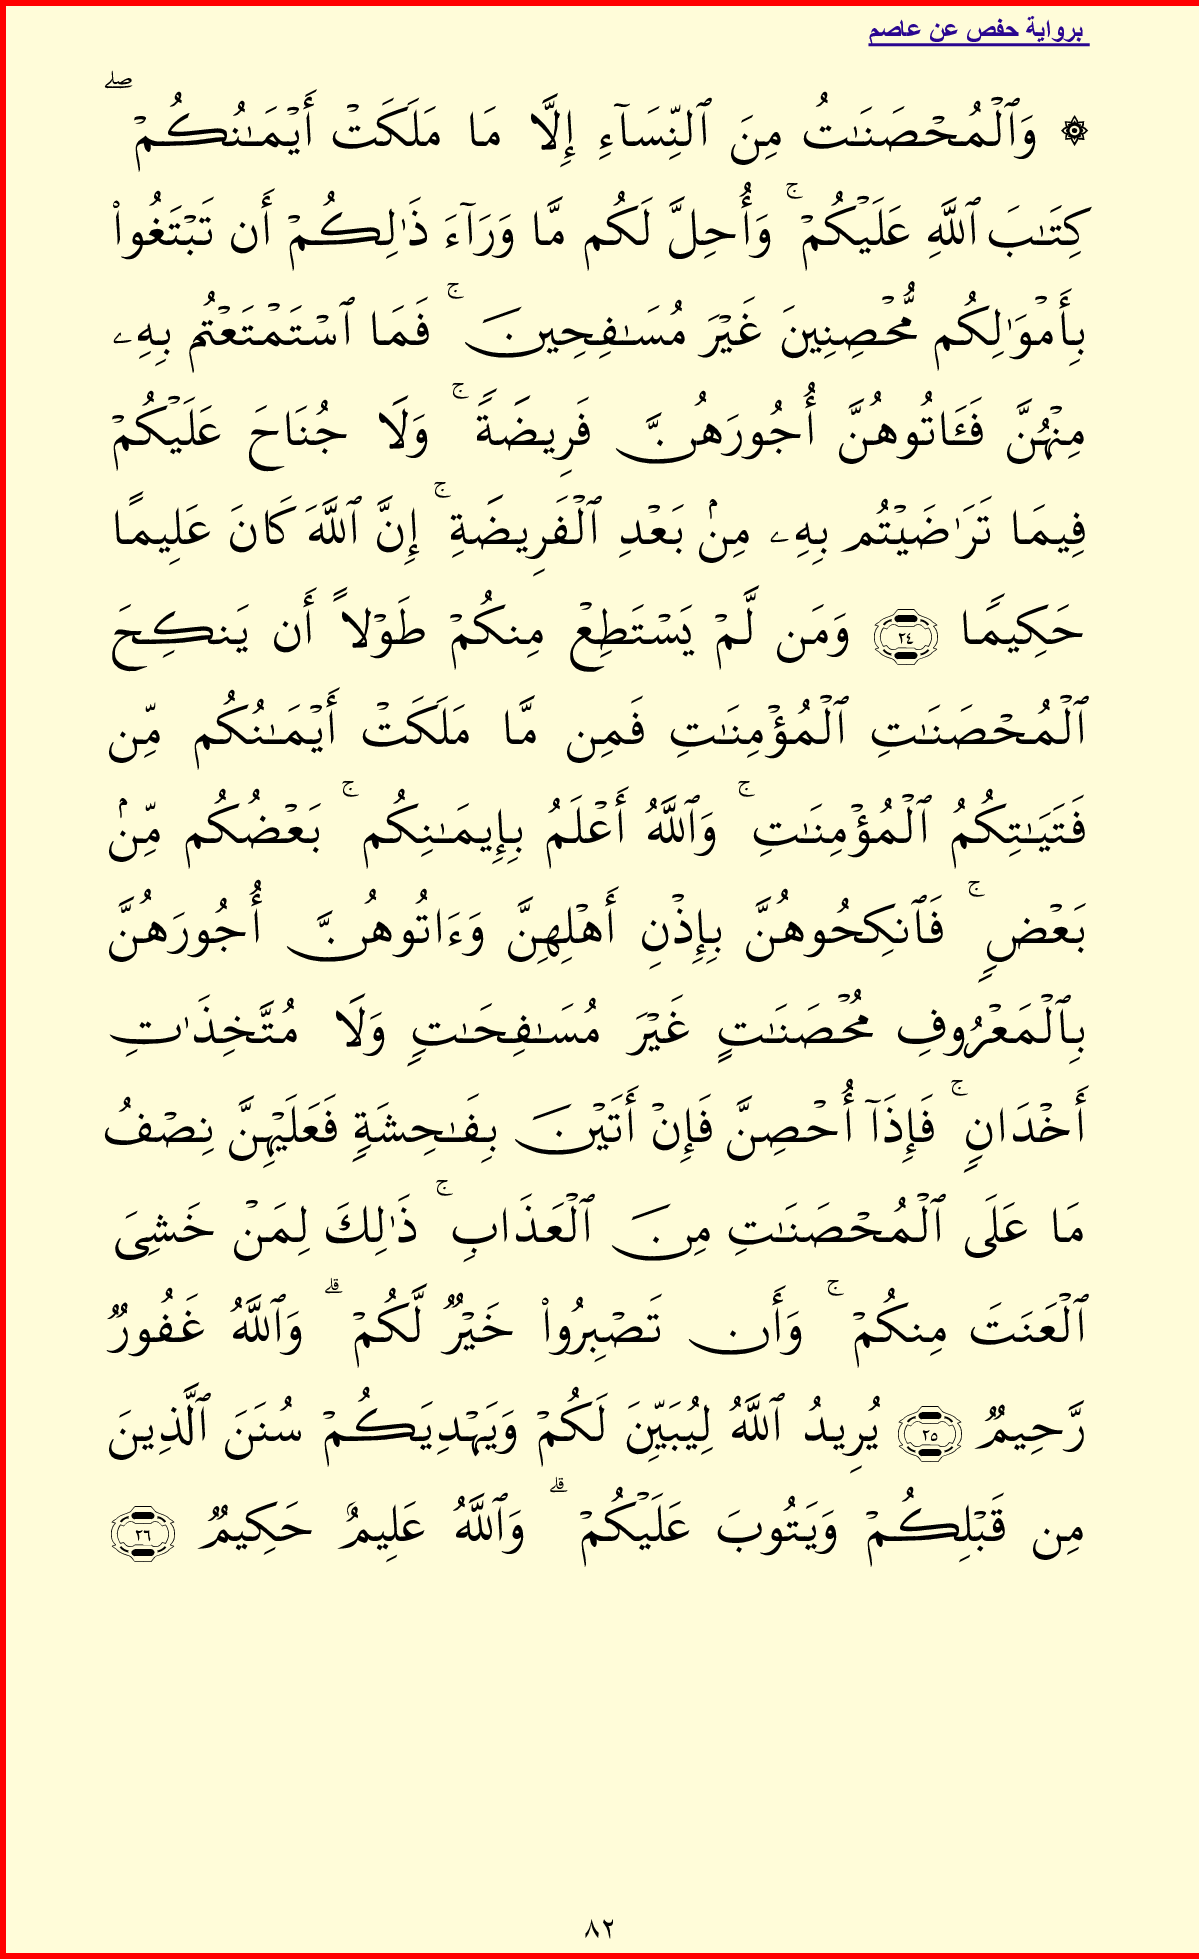 برواية حفص عن عاصم
۞ وَٱلْمُحْصَنَـٰتُ مِنَ ٱلنِّسَآءِ إِلَّا مَا مَلَكَتْ أَيْمَـٰنُكُمْ ۖ
كِتَـٰبَ ٱللَّهِ عَلَيْكُمْ ۚ وَأُحِلَّ لَكُم مَّا وَرَآءَ ذَٰلِكُمْ أَن تَبْتَغُوا۟
بِأَمْوَٰلِكُم مُّحْصِنِينَ غَيْرَ مُسَـٰفِحِينَ ۚ فَمَا ٱسْتَمْتَعْتُم بِهِۦ
مِنْهُنَّ فَـَٔاتُوهُنَّ أُجُورَهُنَّ فَرِيضَةً ۚ وَلَا جُنَاحَ عَلَيْكُمْ
فِيمَا تَرَٰضَيْتُم بِهِۦ مِنۢ بَعْدِ ٱلْفَرِيضَةِ ۚ إِنَّ ٱللَّهَ كَانَ عَلِيمًا
حَكِيمًا ٢٤ وَمَن لَّمْ يَسْتَطِعْ مِنكُمْ طَوْلًا أَن يَنكِحَ
ٱلْمُحْصَنَـٰتِ ٱلْمُؤْمِنَـٰتِ فَمِن مَّا مَلَكَتْ أَيْمَـٰنُكُم مِّن
فَتَيَـٰتِكُمُ ٱلْمُؤْمِنَـٰتِ ۚ وَٱللَّهُ أَعْلَمُ بِإِيمَـٰنِكُم ۚ بَعْضُكُم مِّنۢ
بَعْضٍ ۚ فَٱنكِحُوهُنَّ بِإِذْنِ أَهْلِهِنَّ وَءَاتُوهُنَّ أُجُورَهُنَّ
بِٱلْمَعْرُوفِ مُحْصَنَـٰتٍ غَيْرَ مُسَـٰفِحَـٰتٍ وَلَا مُتَّخِذَٰتِ
أَخْدَانٍ ۚ فَإِذَآ أُحْصِنَّ فَإِنْ أَتَيْنَ بِفَـٰحِشَةٍ فَعَلَيْهِنَّ نِصْفُ
مَا عَلَى ٱلْمُحْصَنَـٰتِ مِنَ ٱلْعَذَابِ ۚ ذَٰلِكَ لِمَنْ خَشِىَ
ٱلْعَنَتَ مِنكُمْ ۚ وَأَن تَصْبِرُوا۟ خَيْرٌ لَّكُمْ ۗ وَٱللَّهُ غَفُورٌ
رَّحِيمٌ ٢٥ يُرِيدُ ٱللَّهُ لِيُبَيِّنَ لَكُمْ وَيَهْدِيَكُمْ سُنَنَ ٱلَّذِينَ
مِن قَبْلِكُمْ وَيَتُوبَ عَلَيْكُمْ ۗ وَٱللَّهُ عَلِيمٌ حَكِيمٌ ٢٦
٨٢